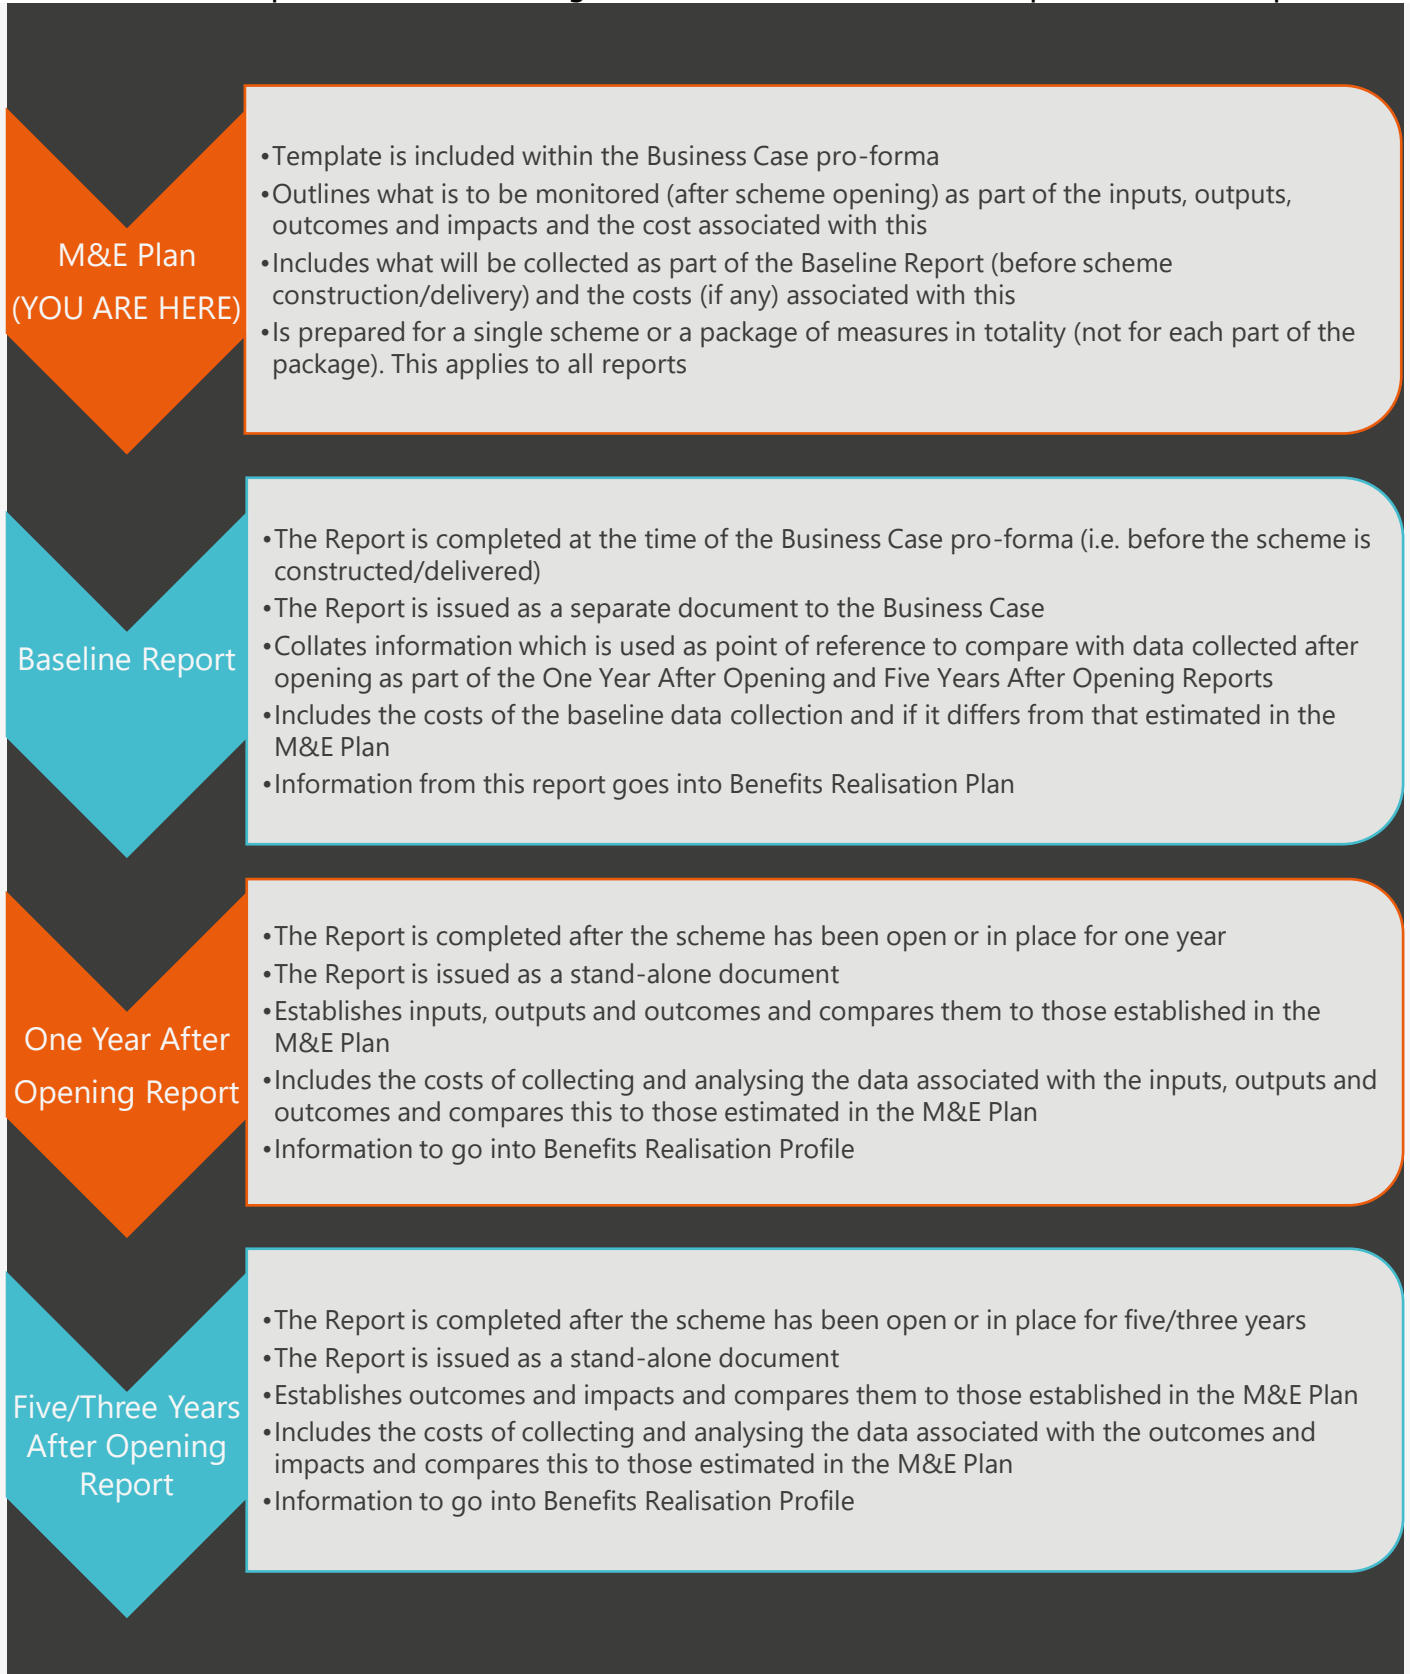 M&E Plan
(YOU ARE HERE)
•Template is included within the Business Case pro-forma
•Outlines what is to be monitored (after scheme opening) as part of the inputs, outputs,
outcomes and impacts and the cost associated with this
•Includes what will be collected as part of the Baseline Report (before scheme
construction/delivery) and the costs (if any) associated with this
•Is prepared for a single scheme or a package of measures in totality (not for each part of the
package). This applies to all reports
Baseline Report
•The Report is completed at the time of the Business Case pro-forma (i.e. before the scheme is
constructed/delivered)
•The Report is issued as a separate document to the Business Case
•Collates information which is used as point of reference to compare with data collected after
opening as part of the One Year After Opening and Five Years After Opening Reports
•Includes the costs of the baseline data collection and if it differs from that estimated in the
M&E Plan
•Information from this report goes into Benefits Realisation Plan
One Year After
Opening Report
•The Report is completed after the scheme has been open or in place for one year
•The Report is issued as a stand-alone document
•Establishes inputs, outputs and outcomes and compares them to those established in the
M&E Plan
•Includes the costs of collecting and analysing the data associated with the inputs, outputs and
outcomes and compares this to those estimated in the M&E Plan
•Information to go into Benefits Realisation Profile
Five/Three Years
After Opening
Report
•The Report is completed after the scheme has been open or in place for five/three years
•The Report is issued as a stand-alone document
•Establishes outcomes and impacts and compares them to those established in the M&E Plan
•Includes the costs of collecting and analysing the data associated with the outcomes and
impacts and compares this to those estimated in the M&E Plan
•Information to go into Benefits Realisation Profile